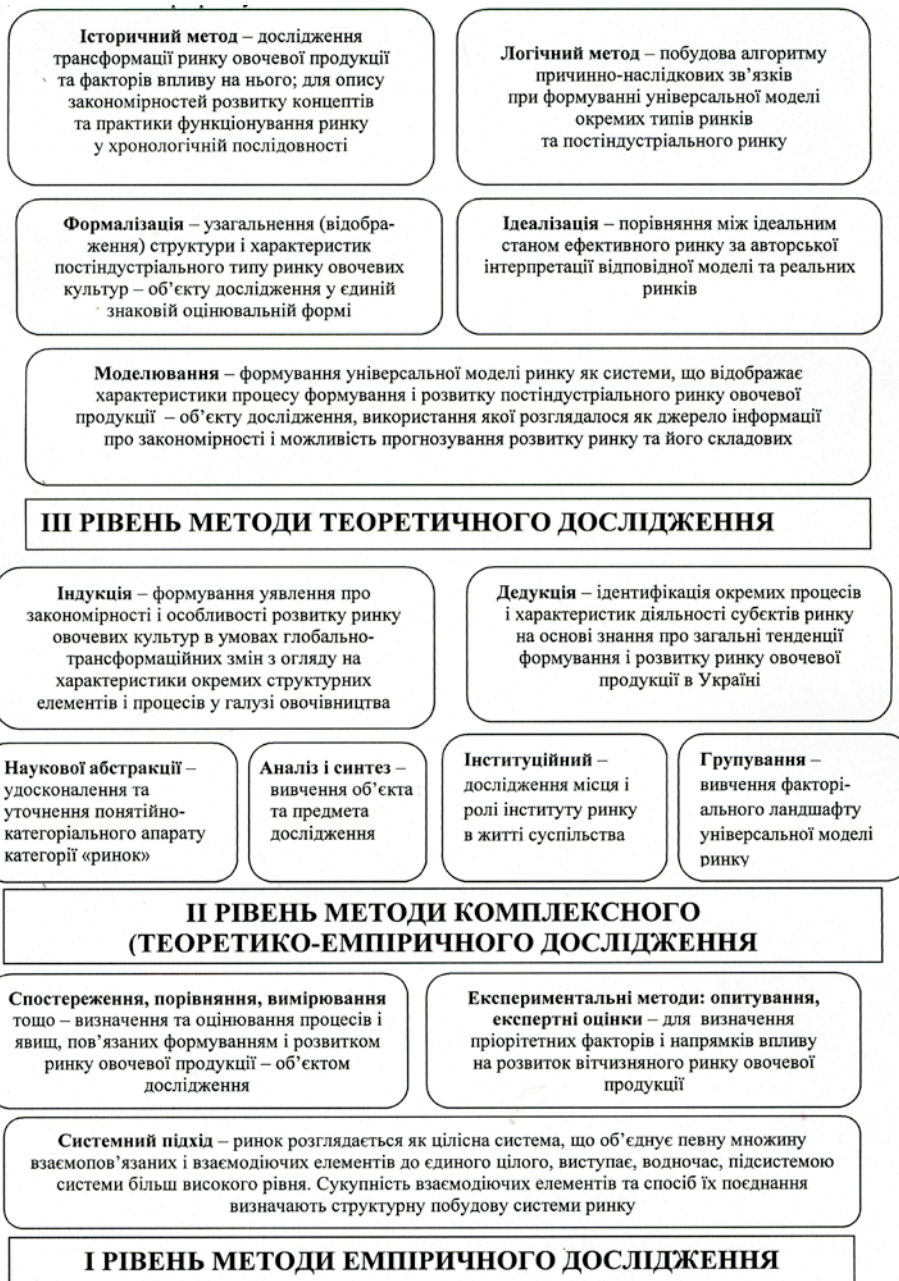 Історичний метод – дослідження
трансформації ринку овочевої продукції
та факторів впливу на нього; для опису
закономірностей розвитку концептів
та практики функціонування ринку
у хронологічній послідовності
Логічний метод – побудова алгоритму
причинно-наслідкових зв’язків
при формуванні універсальної моделі
окремих типів ринків
та постіндустріального ринку
Формалізація – узагальнення (відобра-
ження) структури і характеристик
постіндустріального типу ринку овочевих
культур – об’єкту дослідження у єдиній
знаковій оцінювальній формі
Ідеалізація – порівняння між ідеальним
станом ефективного ринку за авторської
інтерпретації відповідної моделі та реальних
ринків
Моделювання – формування універсальної моделі ринку як системи, що відображає
характеристики процесу формування і розвитку постіндустріального ринку овочевої
продукції – об’єкту дослідження, використання якої розглядалося як джерело інформації
про закономірності і можливість прогнозування розвитку ринку та його складових
ІІІ РІВЕНЬ МЕТОДИ ТЕОРЕТИЧНОГО ДОСЛІДЖЕННЯ
Індукція – формування уявлення про
закономірності і особливості розвитку ринку
овочевих культур в умовах глобально-
трансформаційних змін з огляду на
характеристики окремих структурних
елементів і процесів у галузі овочівництва
Дедукція – ідентифікація окремих процесів
і характеристик діяльності субєктів ринку
на основі знання про загальні тенденції
формування і розвитку ринку овочевої
продукції в Україні
Наукової абстракції –
удосконалення та
уточнення понятійно-
категоріального апарату
категорії «ринок»
Аналіз і синтез –
вивчення об’єкта
та предмета
дослідження
Інституційний –
дослідження місця і
ролі інституту ринку
в житті суспільства
Групування –
вивчення факторі-
ального ландшафту
універсальної моделі
ринку
ІІ РІВЕНЬ МЕТОДИ КОМПЛЕКСНОГО
(ТЕОРЕТИКО-ЕМПІРИЧНОГО ДОСЛІДЖЕННЯ
Спостереження, порівняння, вимірювання
тощо – визначення та оцінювання процесів і
явищ, пов’язаних формуванням і розвитком
ринку овочевої продукції – об’єктом
дослідження
Експериментальні методи: опитування,
експертні оцінки – для визначення
пріоритетних факторів і напрямків впливу
на розвиток вітчизняного ринку овочевої
продукції
Системний підхід – ринок розглядається як цілісна система, що об’єднує певну множину
взаємопов’язаних і взаємодіючих елементів до єдиного цілого, виступає, водночас, підсистемою
системи більш високого рівня. Сукупність взаємодіючих елементів та спосіб їх поєднання
визначають структурну побудову системи ринку
І РІВЕНЬ МЕТОДИ ЕМПІРИЧНОГО ДОСЛІДЖЕННЯ